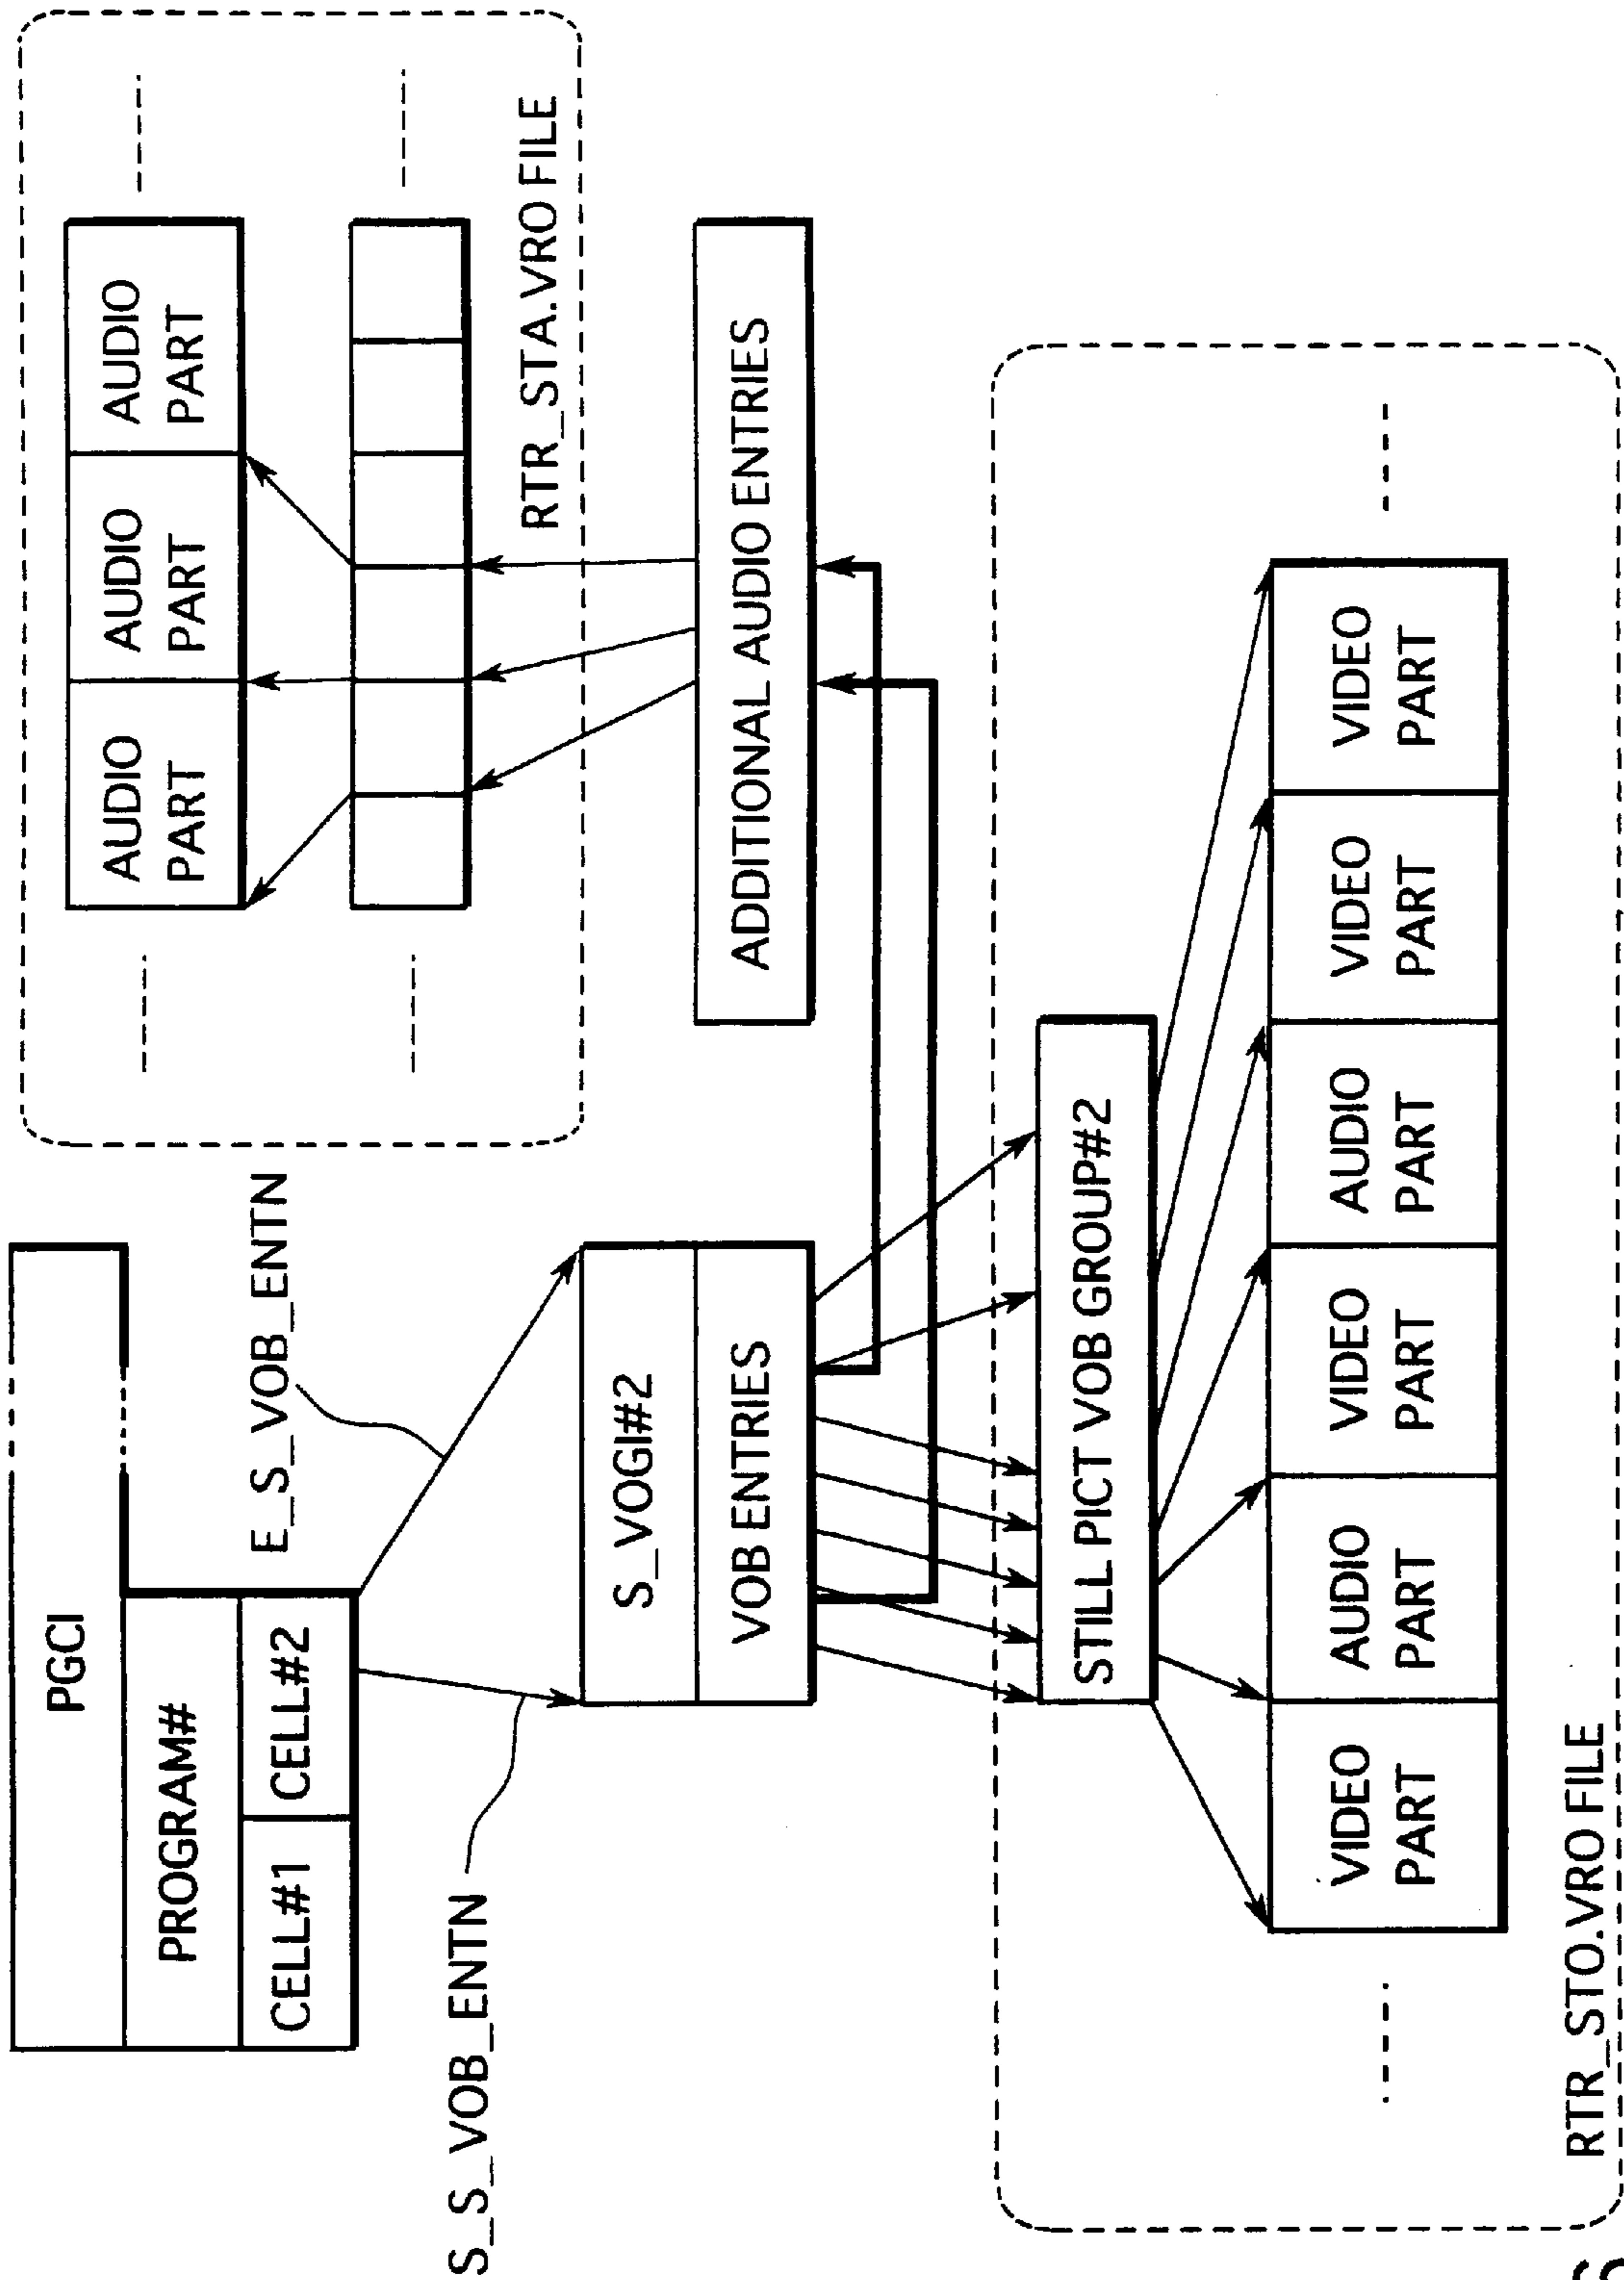 PGCI
PROGRAM#
CELL#1 CELL#2
E_S_VOB_ENTN
S_S_VOB_ENTN
S_VOGI#2
VOB ENTRIES
AUDIO PART
AUDIO PART
AUDIO PART
RTR_STA.VRO FILE
ADDITIONAL AUDIO ENTRIES
STILL PICT VOB GROUP#2
VIDEO PART
AUDIO PART
VIDEO PART
AUDIO PART
VIDEO PART
VIDEO PART
RTR_STO.VRO FILE